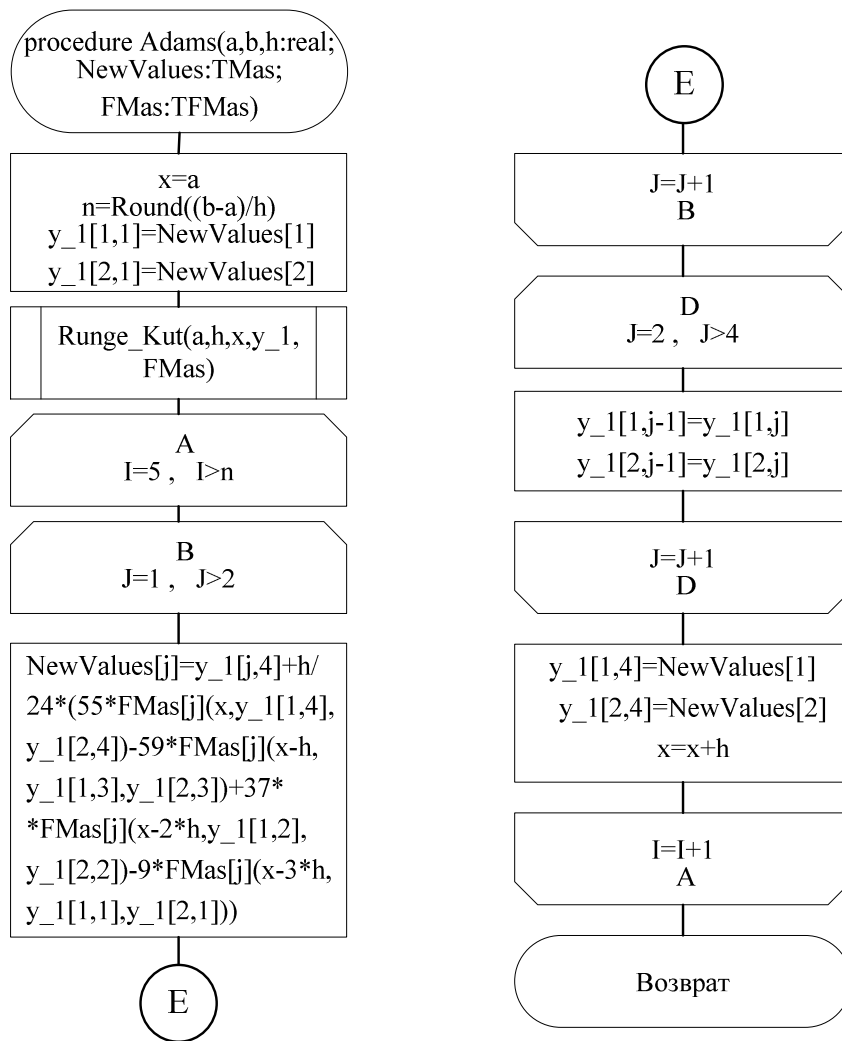 procedure Adams(a,b,h:real;
NewValues:TMas;
FMas:TFMas)
x=a
n=Round((b-a)/h)
y_1[1,1]=NewValues[1]
y_1[2,1]=NewValues[2]
Runge_Kut(a,h,x,y_1,
FMas)
A
I=5 , I>n
B
J=1 , J>2
NewValues[j]=y_1[j,4]+h/
24*(55*FMas[j](x,y_1[1,4],
y_1[2,4])-59*FMas[j](x-h,
y_1[1,3],y_1[2,3])+37*
*FMas[j](x-2*h,y_1[1,2],
y_1[2,2])-9*FMas[j](x-3*h,
y_1[1,1],y_1[2,1]))
E
E
J=J+1
B
D
J=2 , J>4
y_1[1,j-1]=y_1[1,j]
y_1[2,j-1]=y_1[2,j]
J=J+1
D
y_1[1,4]=NewValues[1]
y_1[2,4]=NewValues[2]
x=x+h
I=I+1
A
Возврат